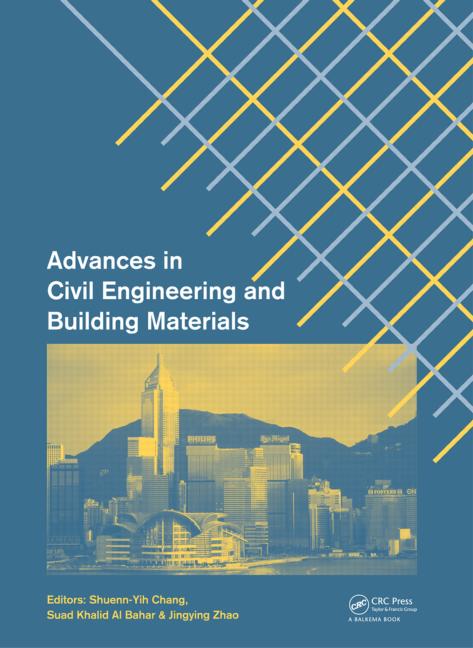 Advances in
Civil Engineering and
Building Materials
Editors: Shuenn-Yih Chang,
Suad Khalid Al Bahar & Jingying Zhao
CRC
CRC Press
Taylor & Francis Group
A BALKEMA BOOK